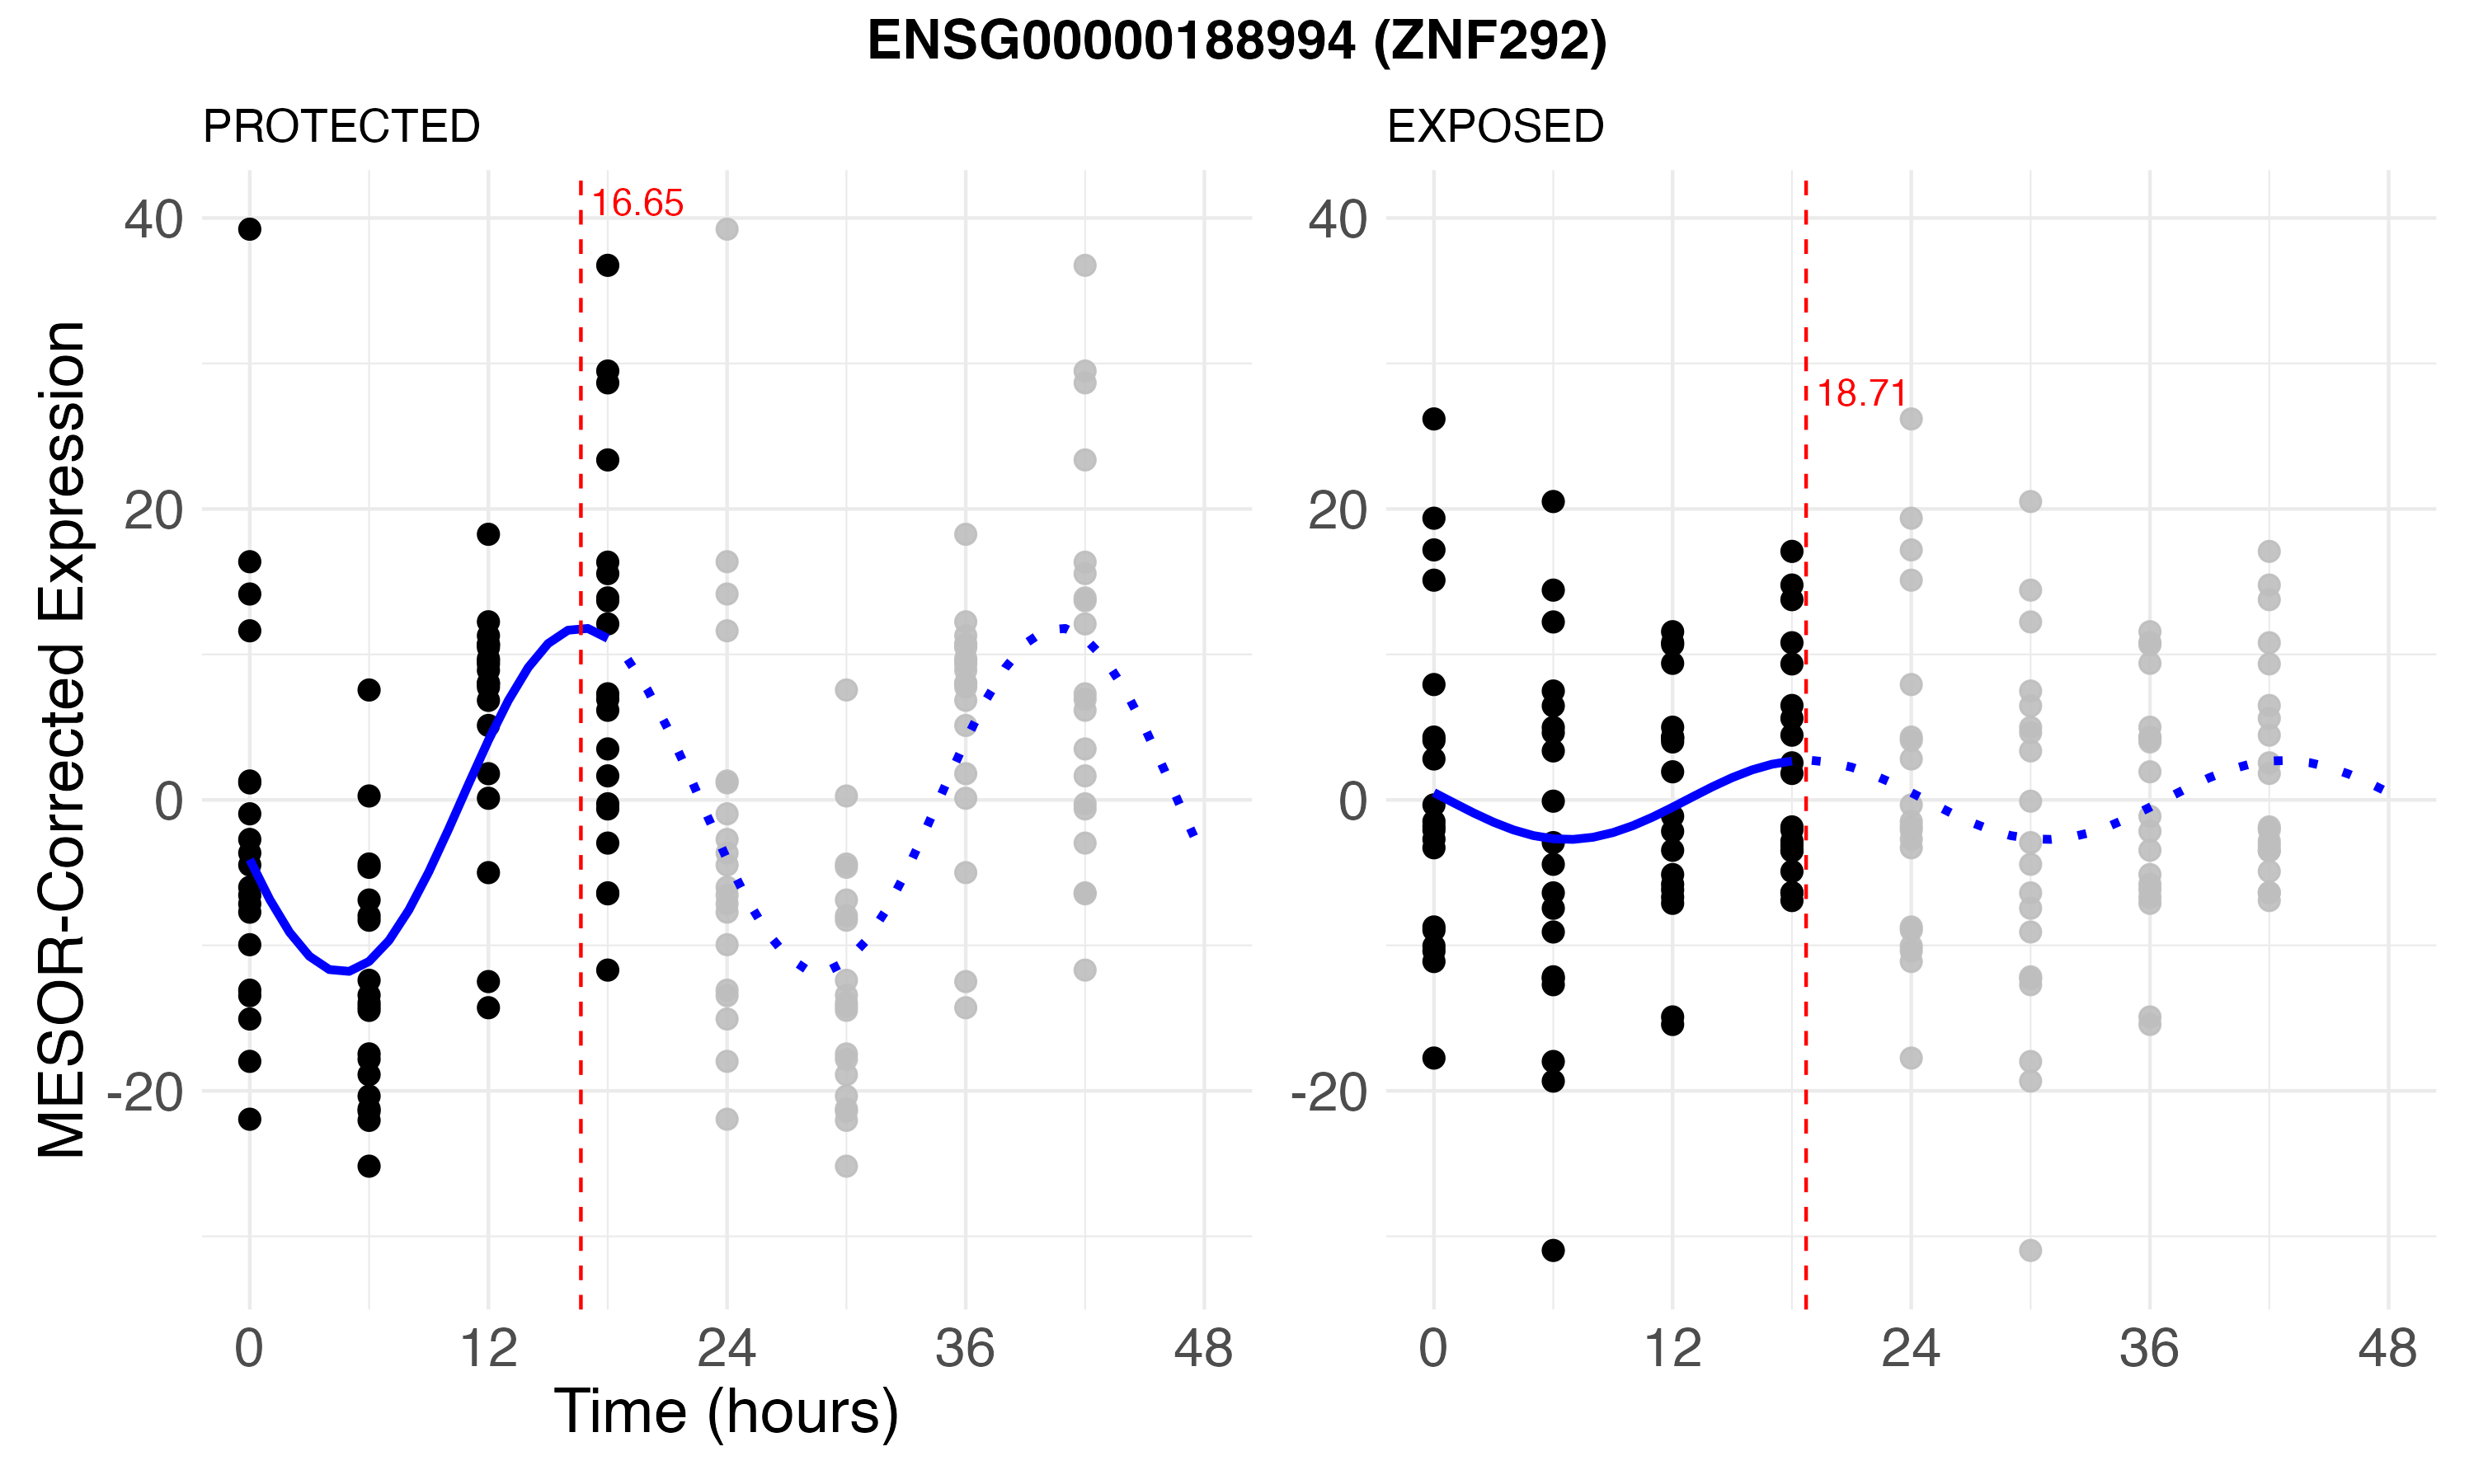 ENSG00000188994 (ZNF292)
PROTECTED
EXPOSED
MESOR-Corrected Expression
40
20
0
-20
16.65
0 12 24 36 48
40
20
0
-20
18.71
0 12 24 36 48
Time (hours)